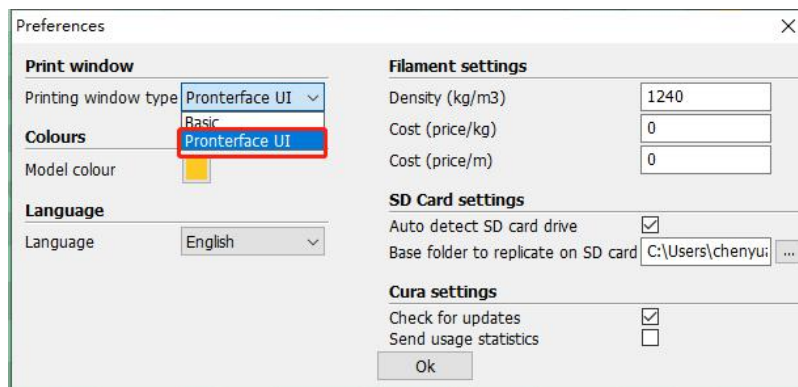 Preferences
Print window
Printing window type Pronterface UI
Basic
Pronterface UI
Colours
Model colour
Language
Language English
Filament settings
Density (kg/m3) 1240
Cost (price/kg) 0
Cost (price/m) 0
SD Card settings
Auto detect SD card drive
Base folder to replicate on SD card C:\Users\chenyu ...
Cura settings
Check for updates
Send usage statistics
Ok